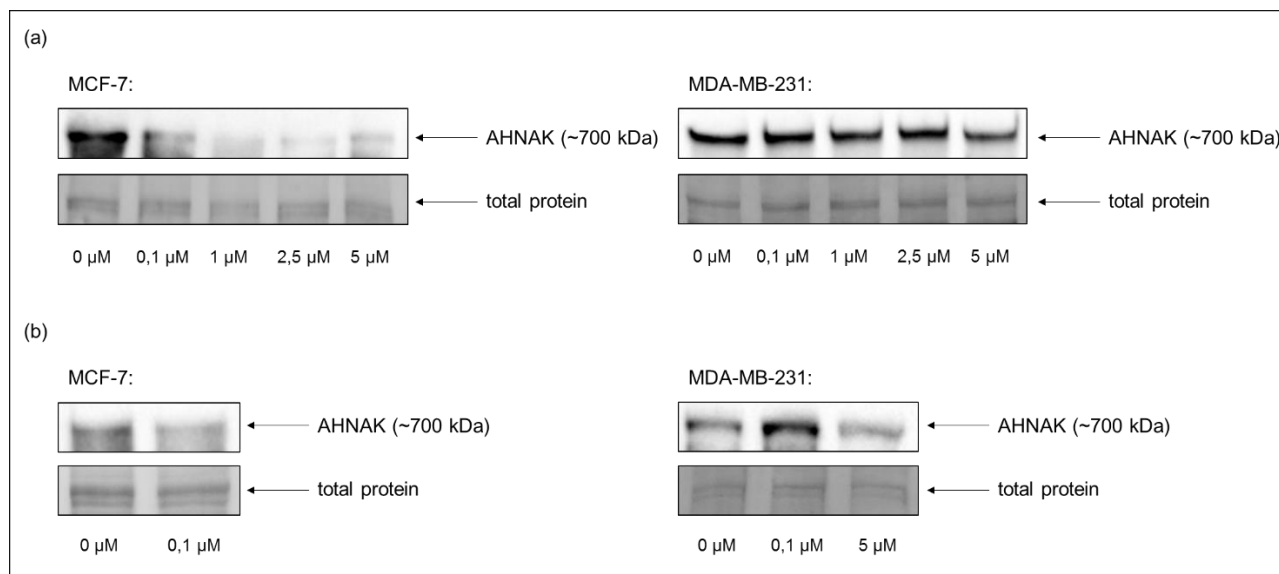 (a)
MCF-7:
MDA-MB-231:
AHNAK (~700 kDa)
AHNAK (~700 kDa)
total protein
total protein
0 µM 0,1 µM 1 µM 2,5 µM 5 µM
0 µM 0,1 µM 1 µM 2,5 µM 5 µM
(b)
MCF-7:
MDA-MB-231:
AHNAK (~700 kDa)
AHNAK (~700 kDa)
total protein
total protein
0 µM 0,1 µM
0 µM 0,1 µM 5 µM